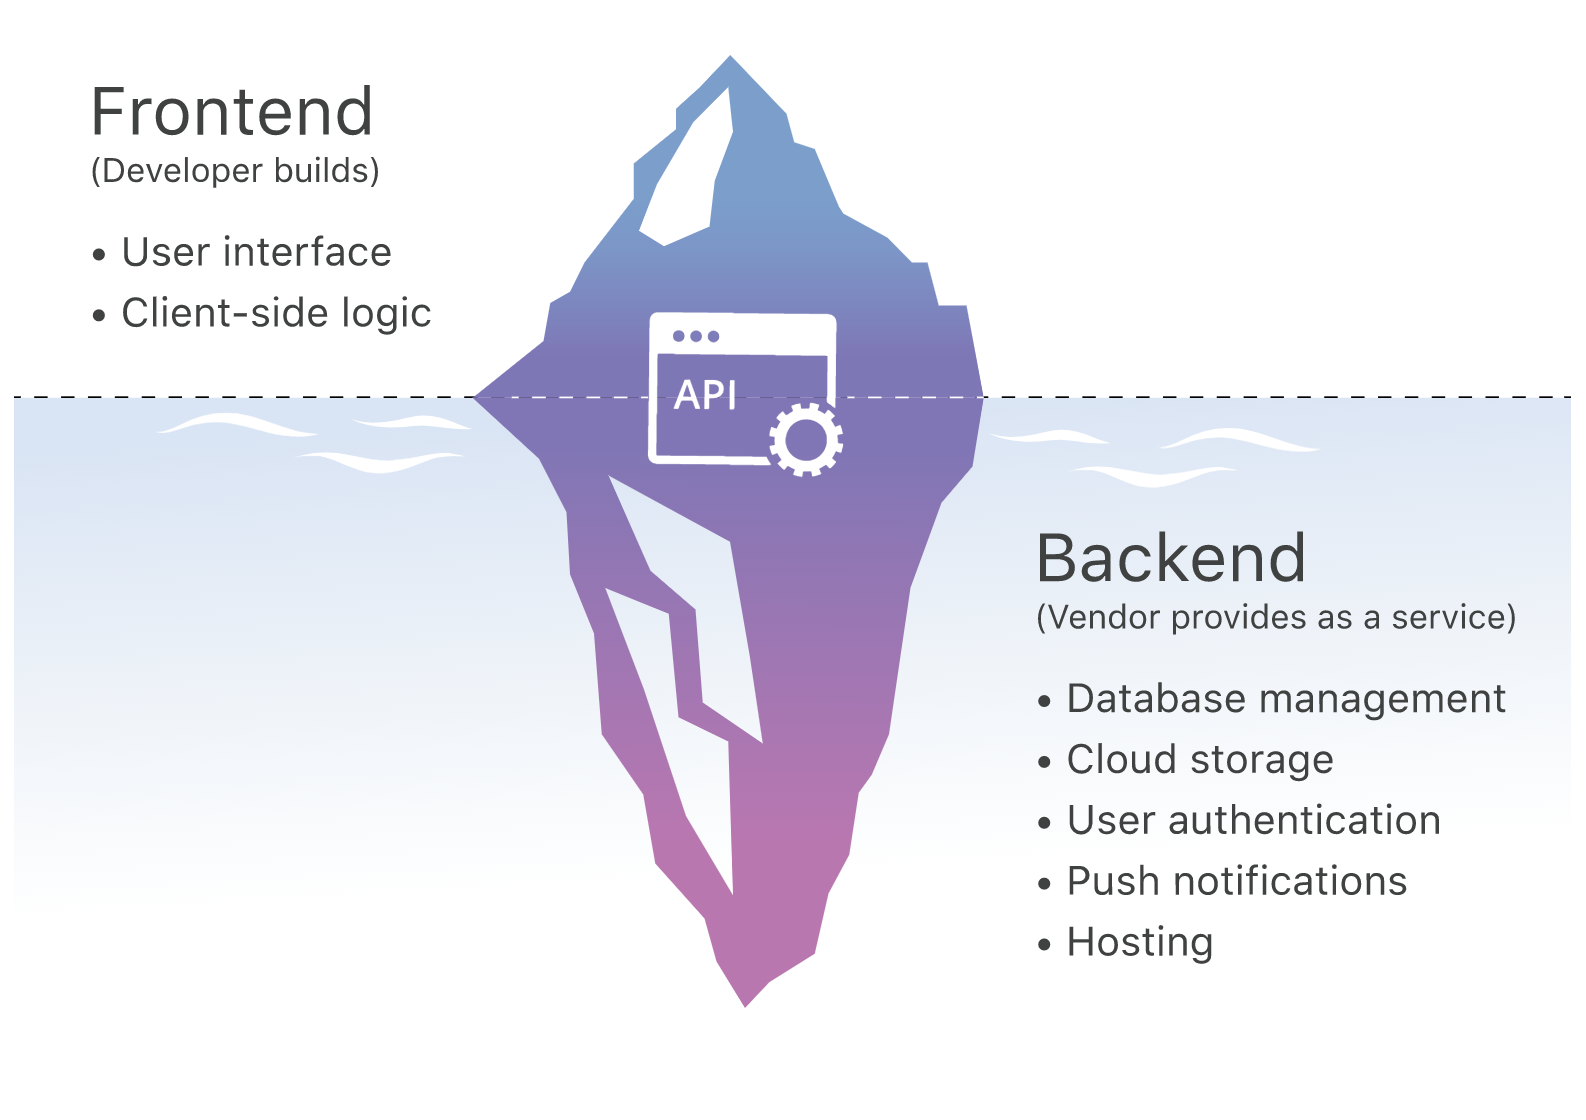 Frontend
(Developer builds)
• User interface
• Client-side logic
API
Backend
(Vendor provides as a service)
• Database management
• Cloud storage
• User authentication
• Push notifications
• Hosting